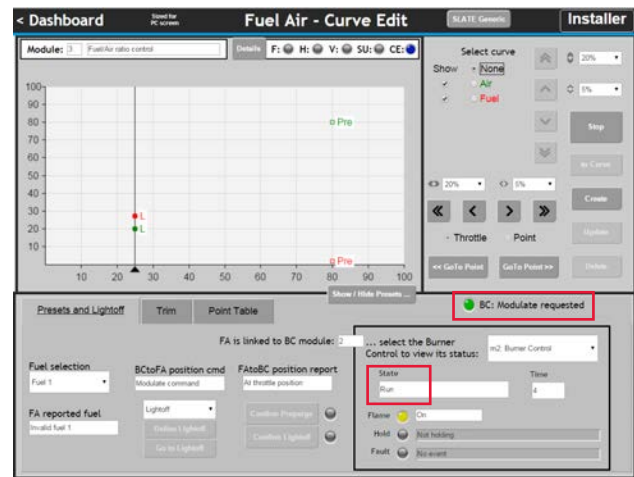 < Dashboard
Sized for
PC screen
Fuel Air - Curve Edit
SLATE Generic
Installer
Module: 3 Fuel/Air ratio control
Details F: H: V: SU: CE:
100
90
80
70
60
50
40
30
20
10
Pre
L
L
Pre
10 20 30 40 50 60 70 80 90 100
Show / Hide Presets ...
Select curve
Show None
Air
Fuel
20%
5%
Stop
to Curve
20% 5%
Create
Throttle Point
Update
<< GoTo Point GoTo Point >> Delete
Presets and Lightoff Trim Point Table
BC: Modulate requested
FA is linked to BC module: 2
... select the Burner
Control to view its status: m2: Burner Control
Fuel selection
Fuel 1
BCtoFA position cmd
Modulate command
FAtoBC position report
At throttle position
State Time
Run 4
FA reported fuel
Invalid fuel 1
Lightoff
Define Lightoff
Go to Lightoff
Confirm Prepurge
Confirm Lightoff
Flame On
Hold Not holding
Fault No event